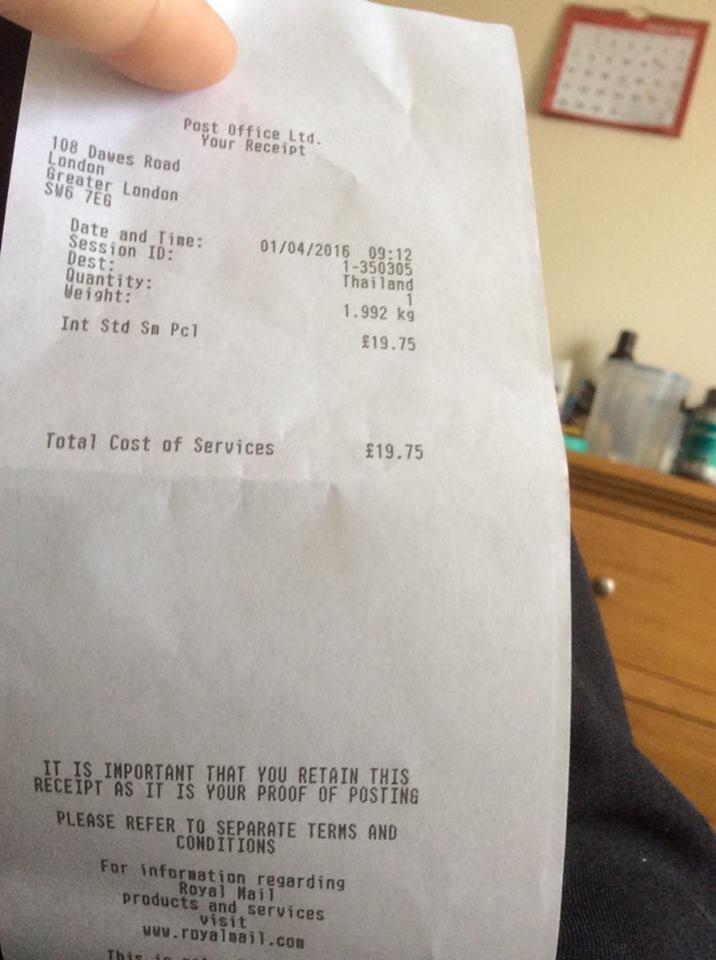 Post Office Ltd.
Your Receipt
108 Dawes Road
London
Greater London
SW6 7EG
Date and Time: 01/04/2016 09:12
Session ID: 1-350305
Dest: Thailand
Quantity: 1
Weight: 1.992 kg
Int Std Sm Pcl £19.75
Total Cost of Services £19.75
IT IS IMPORTANT THAT YOU RETAIN THIS
RECEIPT AS IT IS YOUR PROOF OF POSTING
PLEASE REFER TO SEPARATE TERMS AND
CONDITIONS
For information regarding
Royal Mail
products and services
visit
www.royalmail.com
This is